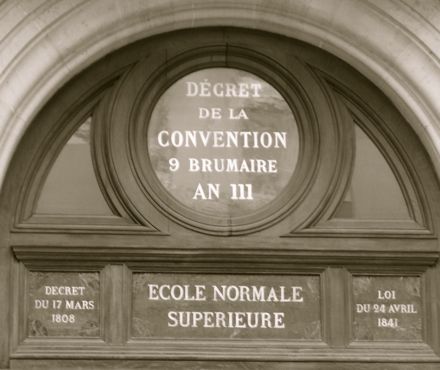 DÉCRET
DE LA
CONVENTION
9 BRUMAIRE
AN III
DECRET
DU 17 MARS
1808
ECOLE NORMALE
SUPERIEURE
LOI
DU 24 AVRIL
1841